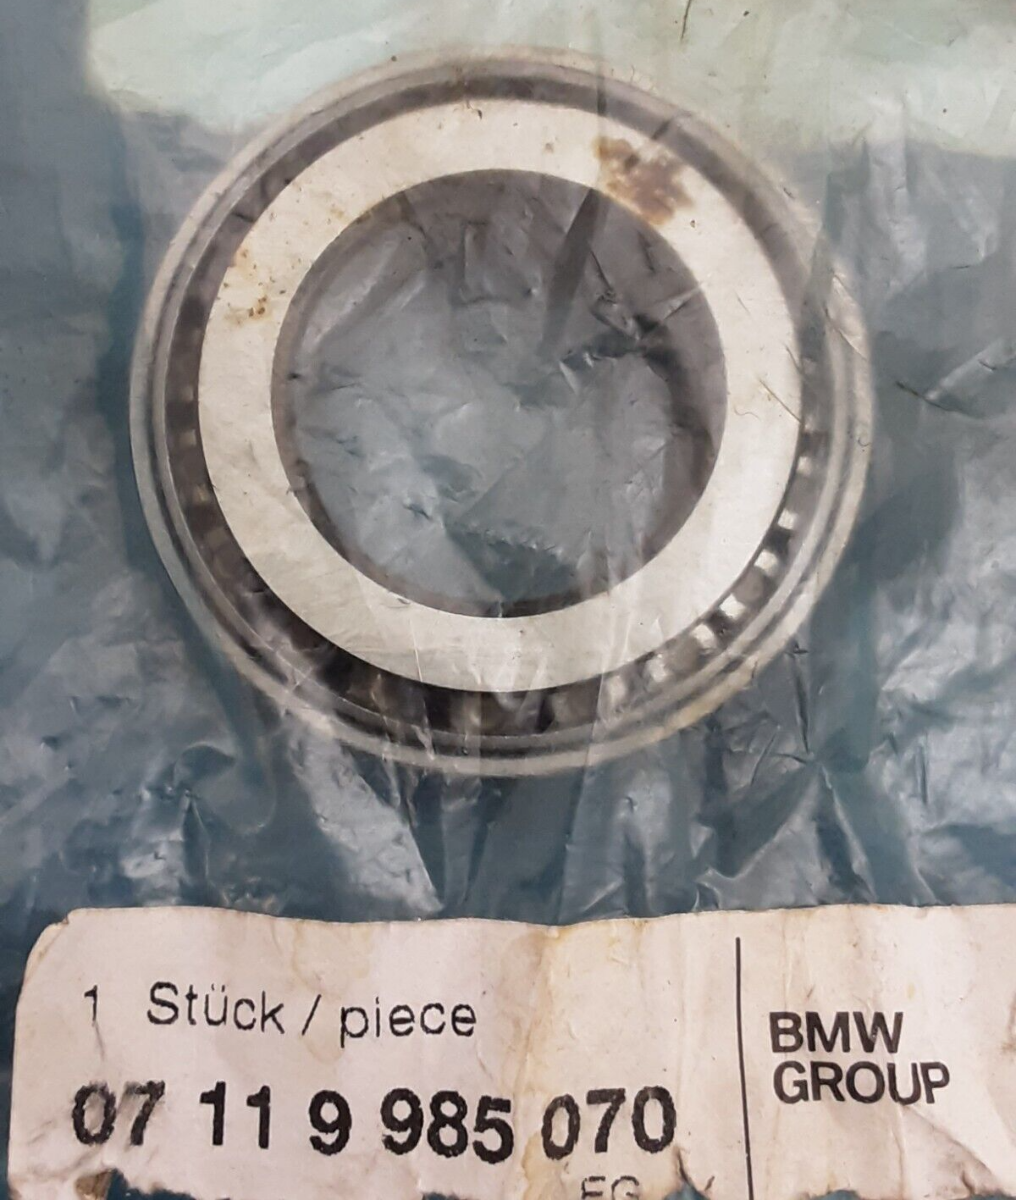 1 Stück / piece
07 11 9 985 070
BMW
GROUP